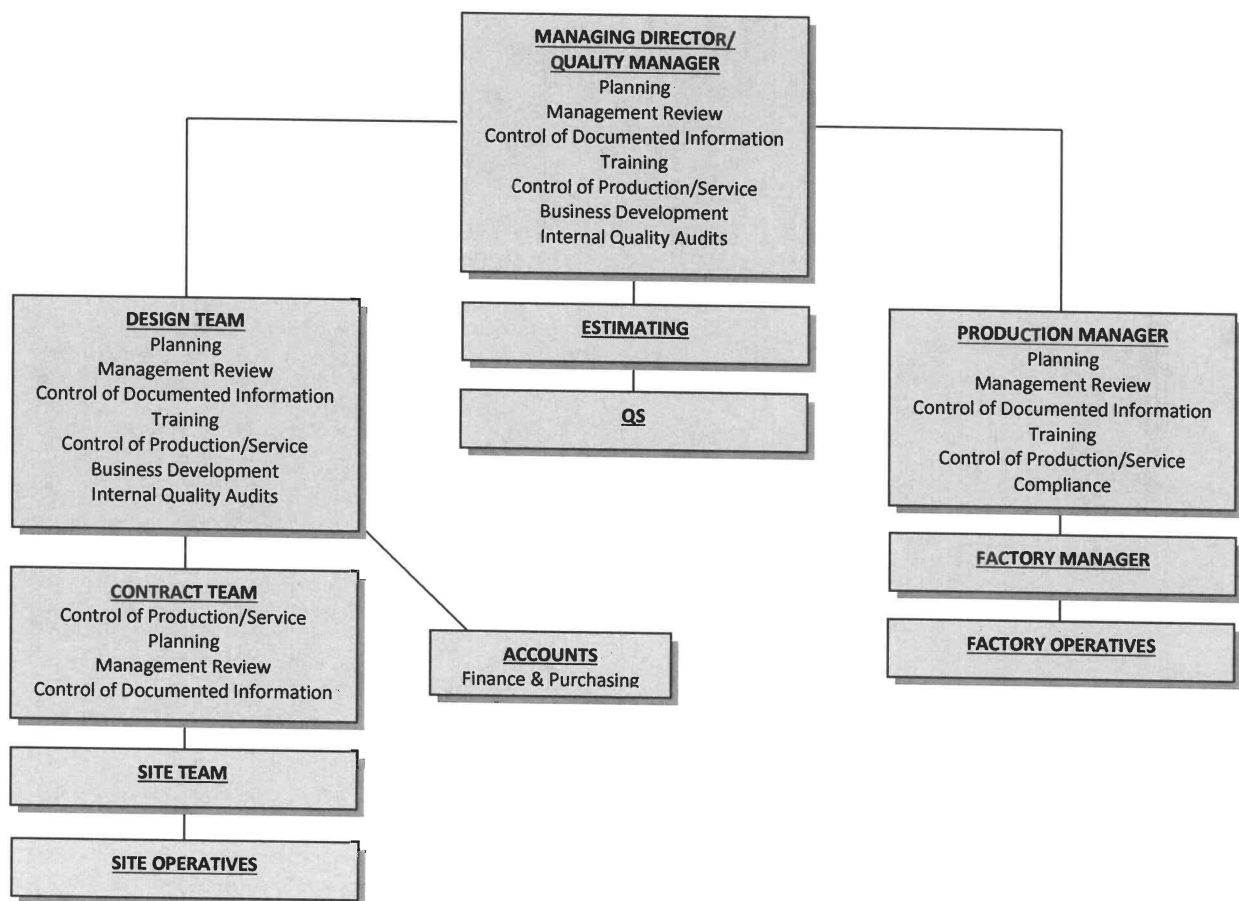 MANAGING DIRECTOR/
QUALITY MANAGER
Planning
Management Review
Control of Documented Information
Training
Control of Production/Service
Business Development
Internal Quality Audits
DESIGN TEAM
Planning
Management Review
Control of Documented Information
Training
Control of Production/Service
Business Development
Internal Quality Audits
ESTIMATING
QS
PRODUCTION MANAGER
Planning
Management Review
Control of Documented Information
Training
Control of Production/Service
Compliance
CONTRACT TEAM
Control of Production/Service
Planning
Management Review
Control of Documented Information
ACCOUNTS
Finance & Purchasing
FACTORY MANAGER
FACTORY OPERATIVES
SITE TEAM
SITE OPERATIVES